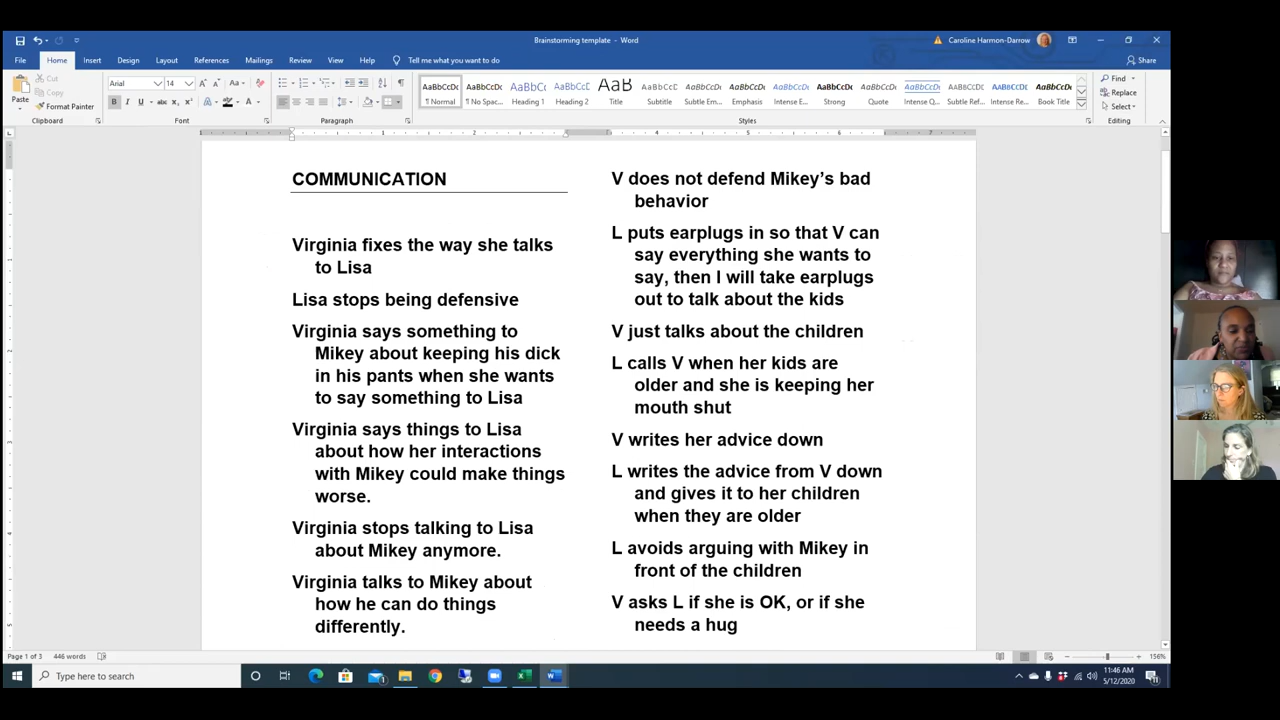 Brainstorming template - Word
Caroline Harmon-Darrow
File Home Insert Design Layout References Mailings Review View Help Tell me what you want to do
Share
Paste
Cut
Copy
Format Painter
Clipboard
Arial 14
Font
Paragraph
AaBbCcDc AaBbCcDc AaBbC( AaBbCcC AaB AaBbCcC AaBbCcDc AaBbCcDc AaBbCcDc AaBbCcDc AaBbCcDc AaBbCcDc AaBbCcDc AaBbCcDc AaBbCcDc
¶ Normal ¶ No Spac... Heading 1 Heading 2 Title Subtitle Subtle Em... Emphasis Intense E... Strong Quote Intense Q... Subtle Ref... Intense Re... Book Title
Styles
Find
Replace
Select
Editing
COMMUNICATION
Virginia fixes the way she talks
to Lisa
Lisa stops being defensive
Virginia says something to
Mikey about keeping his dick
in his pants when she wants
to say something to Lisa
Virginia says things to Lisa
about how her interactions
with Mikey could make things
worse.
Virginia stops talking to Lisa
about Mikey anymore.
Virginia talks to Mikey about
how he can do things
differently.
V does not defend Mikey’s bad
behavior
L puts earplugs in so that V can
say everything she wants to
say, then I will take earplugs
out to talk about the kids
V just talks about the children
L calls V when her kids are
older and she is keeping her
mouth shut
V writes her advice down
L writes the advice from V down
and gives it to her children
when they are older
L avoids arguing with Mikey in
front of the children
V asks L if she is OK, or if she
needs a hug
Page 1 of 3 446 words
156%
Type here to search
11:46 AM
5/12/2020